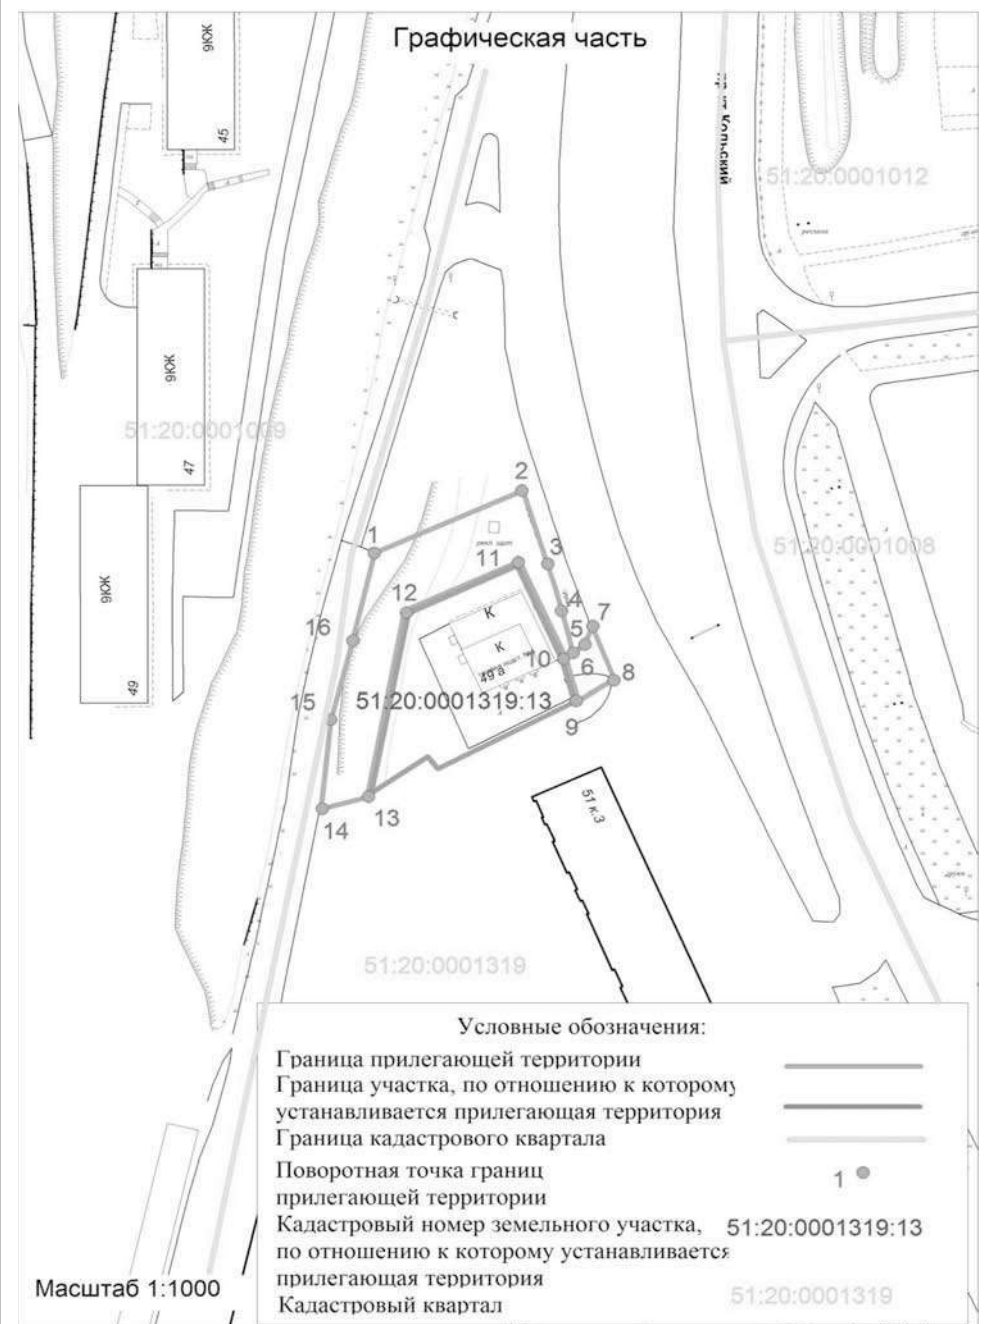 Графическая часть
9КЖ
45
Кольский
51:20:0001012
9КЖ
47
51:20:0001009
2
1
3
51:20:0001008
11
12
4
7
К
16
5
К
9КЖ
10
6
8
49 а
49
15
51:20:0001319:13
9
13
14
51 к.3
51:20:0001319
Условные обозначения:
Граница прилегающей территории
Граница участка, по отношению к которому
устанавливается прилегающая территория
Граница кадастрового квартала
Поворотная точка границ
прилегающей территории
1
Кадастровый номер земельного участка,
51:20:0001319:13
по отношению к которому устанавливается
прилегающая территория
Кадастровый квартал
51:20:0001319
Масштаб 1:1000